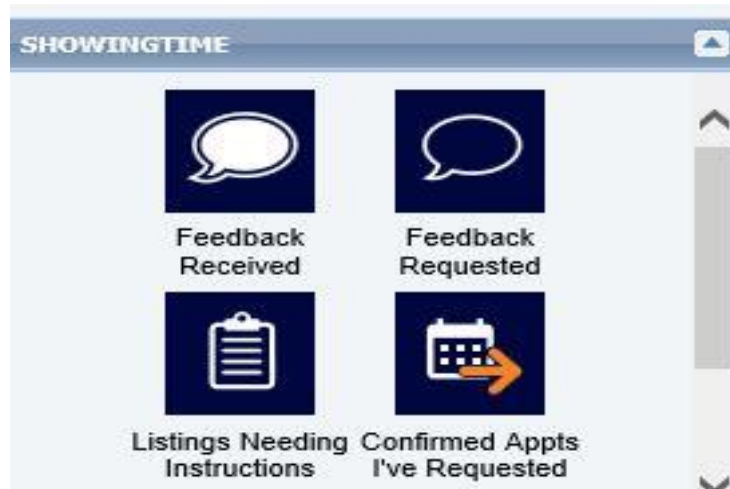 SHOWINGTIME
Feedback
Received
Feedback
Requested
Listings Needing
Instructions
Confirmed Appts
I've Requested